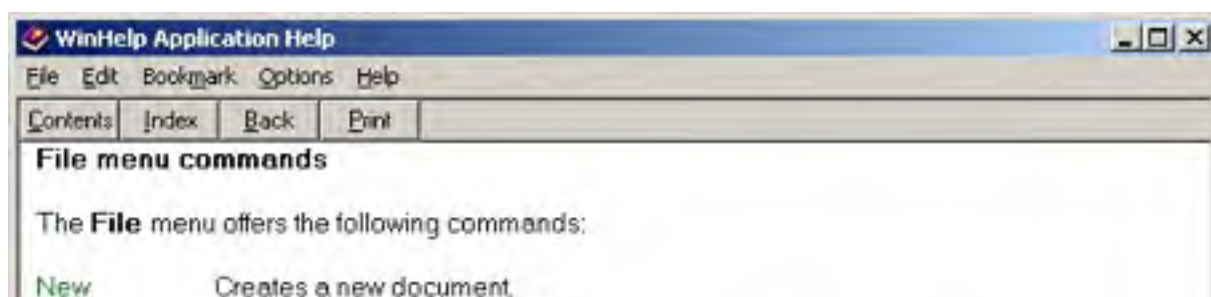 WinHelp Application Help
File Edit Bookmark Options Help
Contents Index Back Print
File menu commands
The File menu offers the following commands:
New Creates a new document.